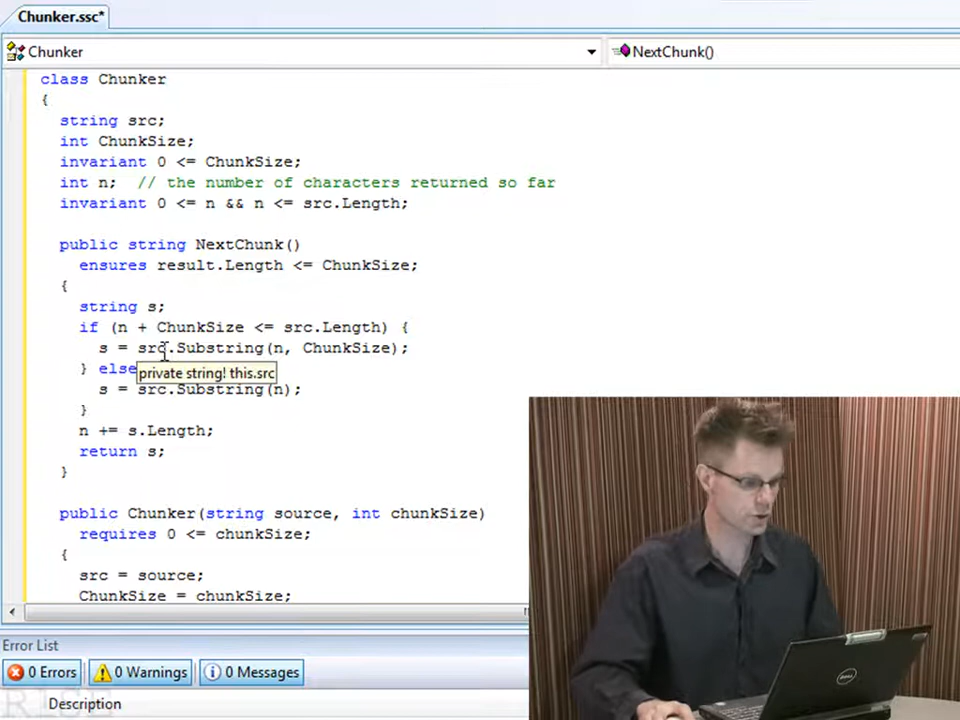 Chunker.ssc*
Chunker NextChunk()
class Chunker
{
string src;
int ChunkSize;
invariant 0 <= ChunkSize;
int n; // the number of characters returned so far
invariant 0 <= n && n <= src.Length;
public string NextChunk()
ensures result.Length <= ChunkSize;
{
string s;
if (n + ChunkSize <= src.Length) {
s = src.Substring(n, ChunkSize);
} else
private string! this.src
s = src.Substring(n);
}
n += s.Length;
return s;
}
public Chunker(string source, int chunkSize)
requires 0 <= chunkSize;
{
src = source;
ChunkSize = chunkSize;
Error List
0 Errors 0 Warnings 0 Messages
RiSE
Description
DELL